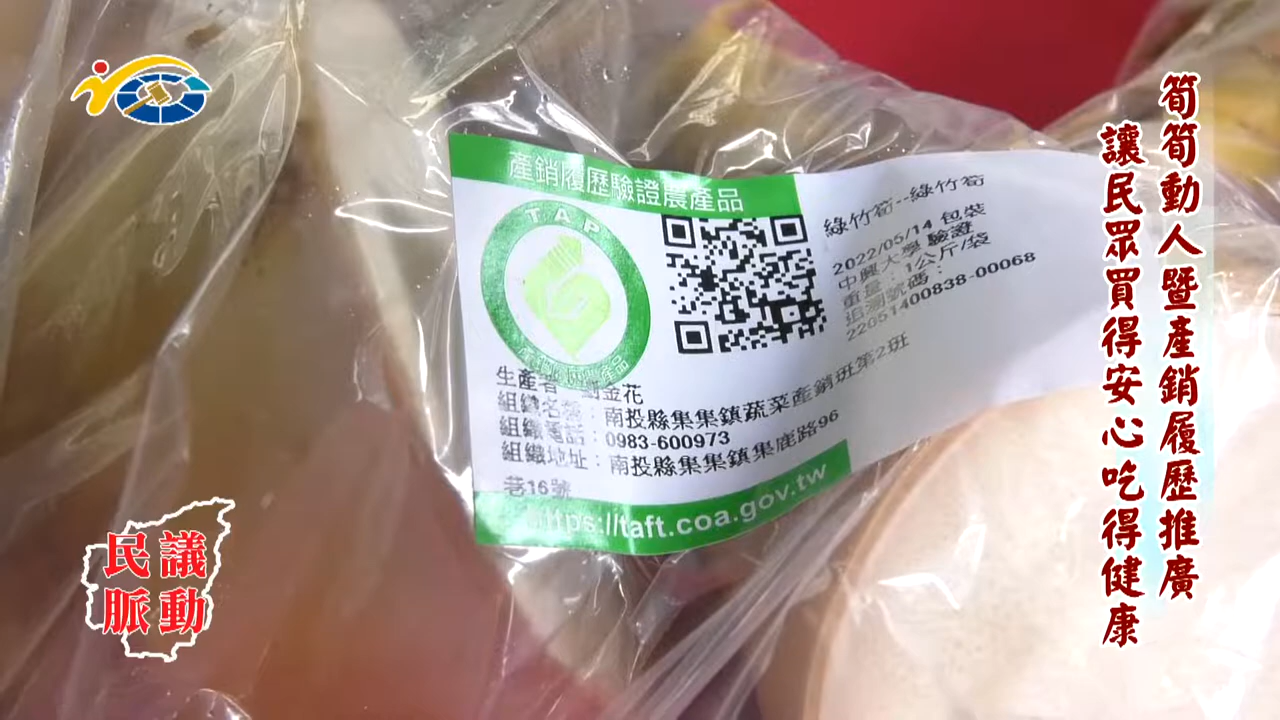 筍筍動人暨產銷履歷推廣
讓民眾買得安心吃得健康
產銷履歷驗證農產品
TAP
綠竹筍--綠竹筍
2022/05/14 包裝
中興大學 驗證
重量：1公斤/袋
追溯號碼：
22051400838-00068
生產者
金花
組織名稱：南投縣集集鎮蔬菜產銷班第2班
組織電話：0983-600973
組織地址：南投縣集集鎮集鹿路96
巷16號
https://taft.coa.gov.tw
民議
脈動